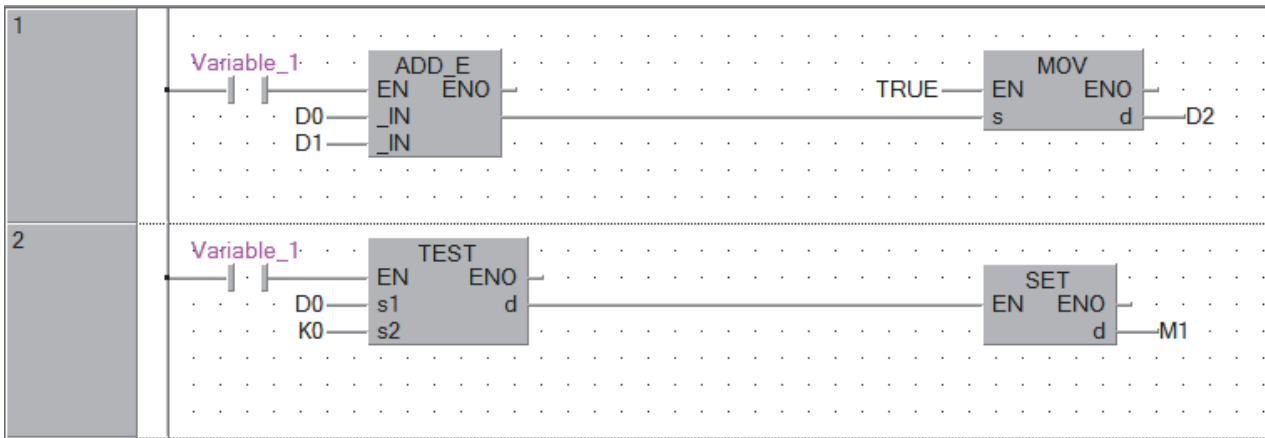 1
Variable_1 ADD_E MOV
EN ENO TRUE EN ENO
D0 _IN s d D2
D1 _IN
2
Variable_1 TEST SET
EN ENO
D0 s1 d EN ENO
K0 s2 d M1